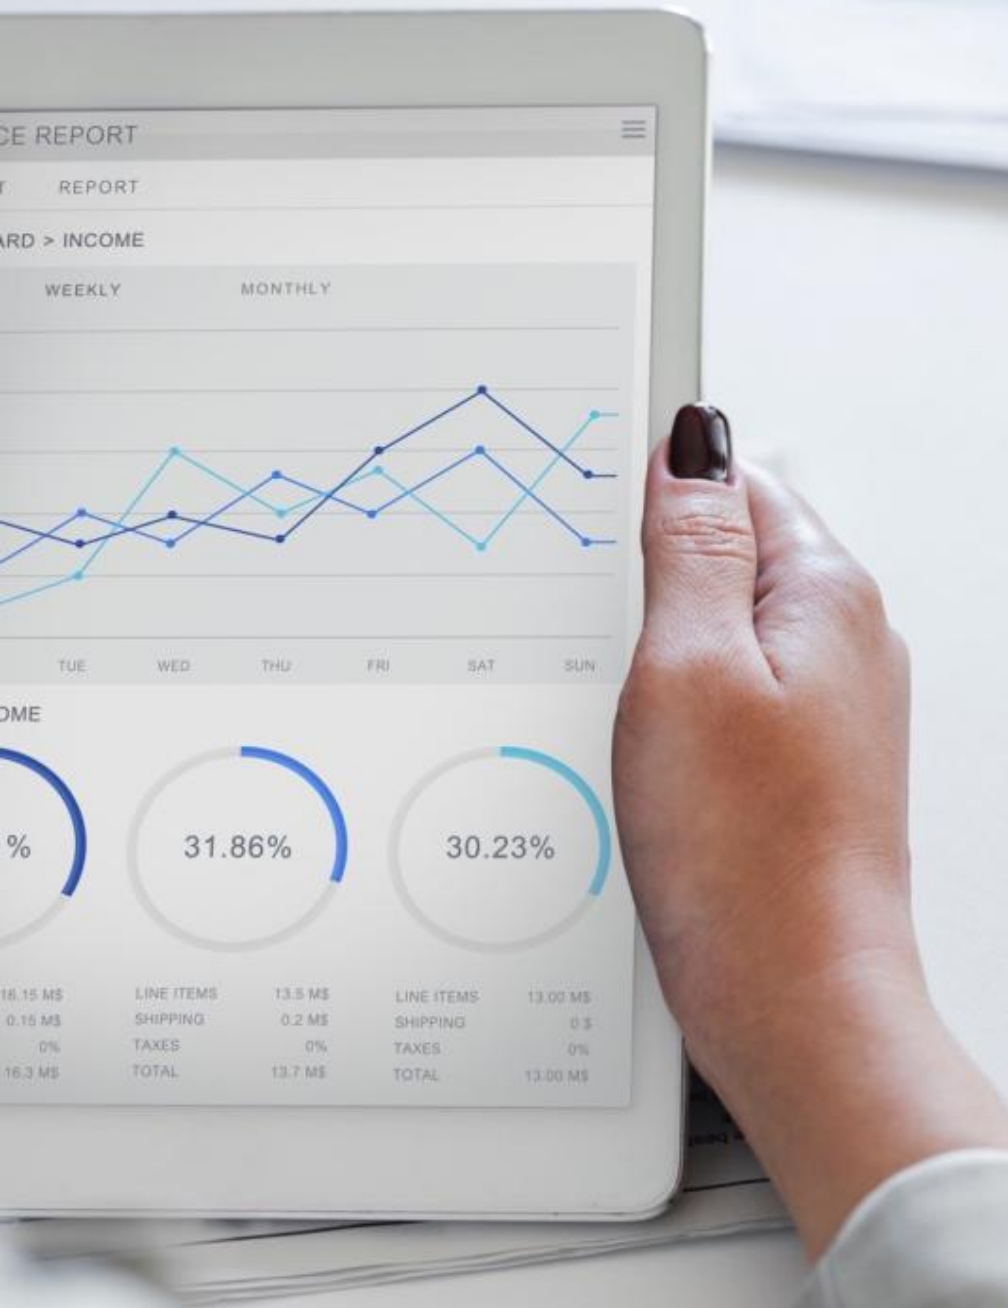 CE REPORT
T REPORT
ARD > INCOME
WEEKLY MONTHLY
TUE WED THU FRI SAT SUN
OME
% 31.86% 30.23%
16.15 M$ LINE ITEMS 13.5 M$ LINE ITEMS 13.00 M$
0.15 M$ SHIPPING 0.2 M$ SHIPPING 0 $
0% TAXES 0% TAXES 0%
16.3 M$ TOTAL 13.7 M$ TOTAL 13.00 M$